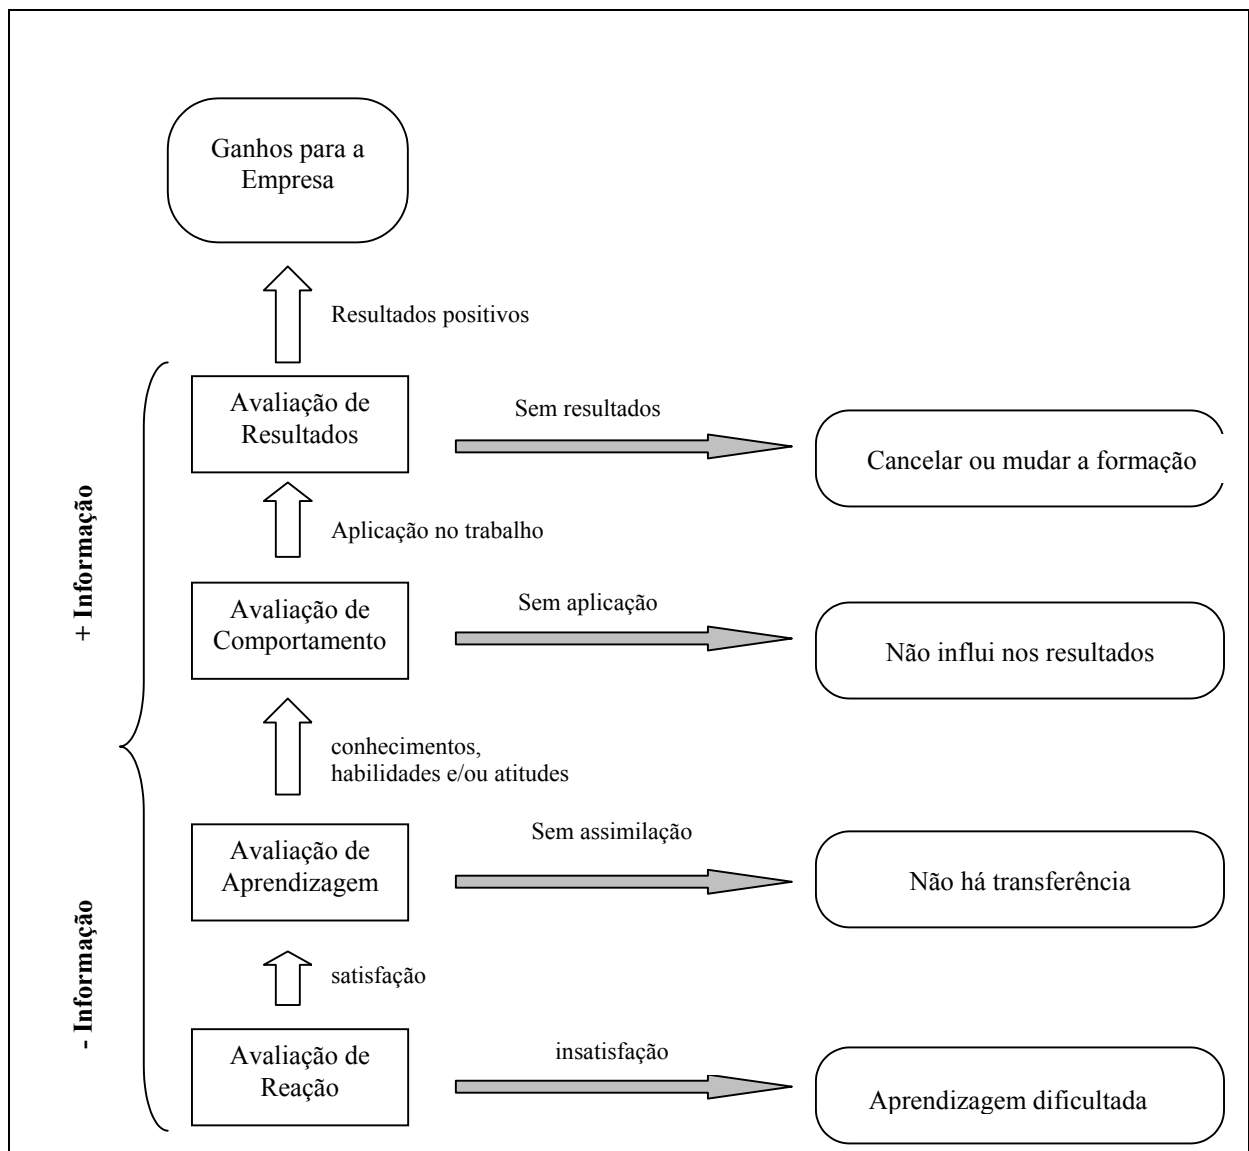 Ganhos para a
Empresa
Resultados positivos
Avaliação de
Resultados
Sem resultados
Cancelar ou mudar a formação
+ Informação
Aplicação no trabalho
Avaliação de
Comportamento
Sem aplicação
Não influi nos resultados
conhecimentos,
habilidades e/ou atitudes
Avaliação de
Aprendizagem
Sem assimilação
Não há transferência
- Informação
satisfação
Avaliação de
Reação
insatisfação
Aprendizagem dificultada